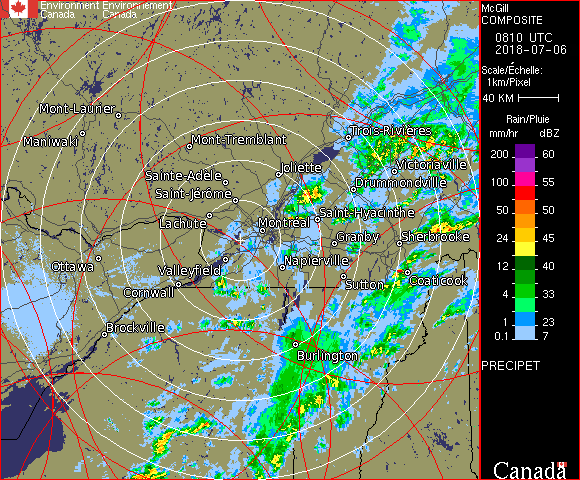 Environment Environnement
Canada Canada
McGill
COMPOSITE
0810 UTC
2018-07-06
Scale/Échelle:
1km/Pixel
40 KM
Rain/Pluie
mm/hr dBZ
200 60
100 55
50 50
24 45
12 40
4 33
1 23
0.1 7
PRECIPET
Canada
Mont-Laurier
Maniwaki
Mont-Tremblant
Trois-Rivières
Sainte-Adèle
Joliette
Victoriaville
Saint-Jérôme
Drummondville
Lachute
Montréal
Saint-Hyacinthe
Granby
Sherbrooke
Ottawa
Valleyfield
Napierville
Cornwall
Sutton
Coaticook
Brockville
Burlington